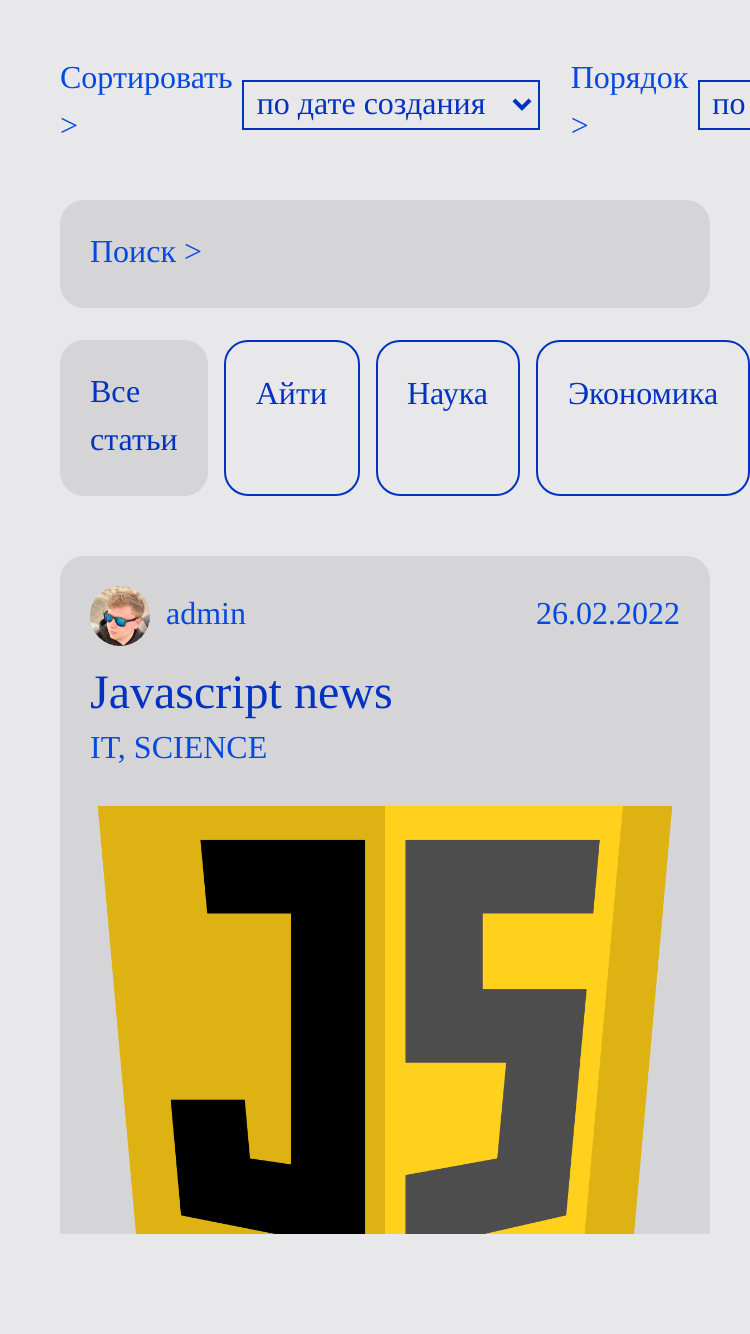 Сортировать
>
по дате создания
Порядок
>
по
Поиск >
Все
статьи
Айти
Наука
Экономика
admin
26.02.2022
Javascript news
IT, SCIENCE
JS